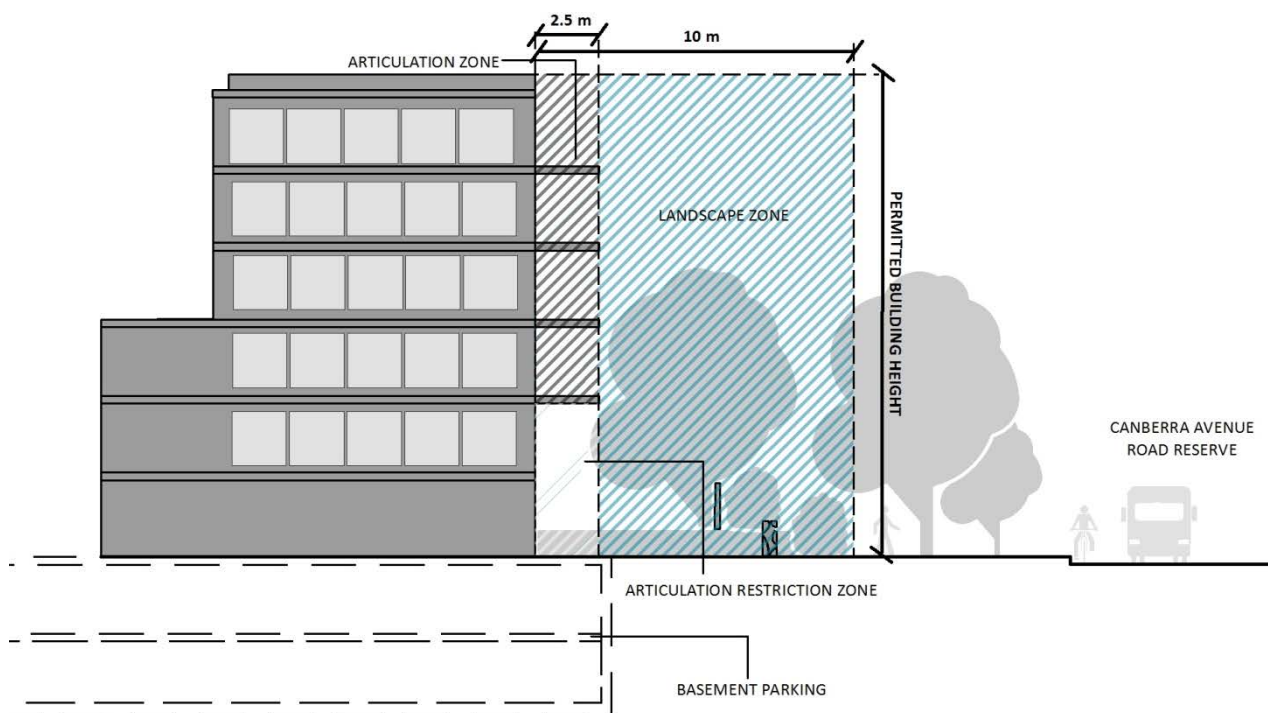 2.5 m
10 m
ARTICULATION ZONE
LANDSCAPE ZONE
PERMITTED BUILDING HEIGHT
CANBERRA AVENUE
ROAD RESERVE
ARTICULATION RESTRICTION ZONE
BASEMENT PARKING